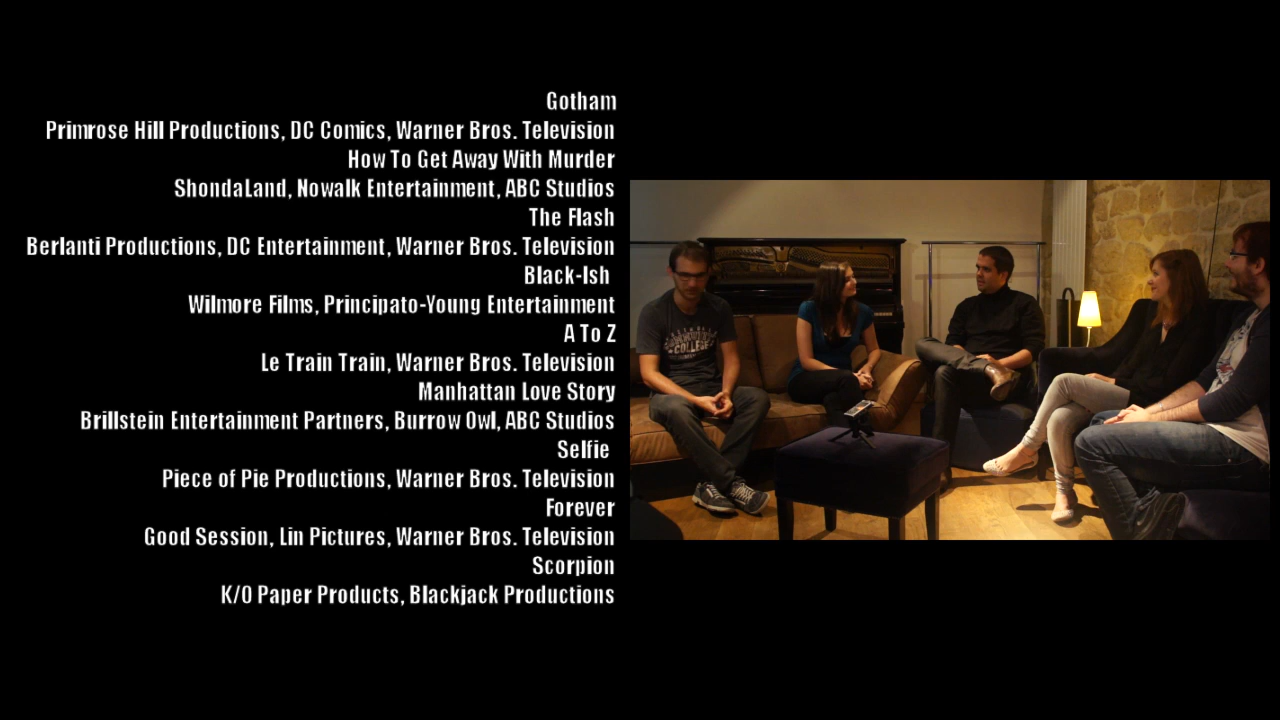 Gotham
Primrose Hill Productions, DC Comics, Warner Bros. Television
How To Get Away With Murder
ShondaLand, Nowalk Entertainment, ABC Studios
The Flash
Berlanti Productions, DC Entertainment, Warner Bros. Television
Black-Ish
Wilmore Films, Principato-Young Entertainment
A To Z
Le Train Train, Warner Bros. Television
Manhattan Love Story
Brillstein Entertainment Partners, Burrow Owl, ABC Studios
Selfie
Piece of Pie Productions, Warner Bros. Television
Forever
Good Session, Lin Pictures, Warner Bros. Television
Scorpion
K/O Paper Products, Blackjack Productions
COLLEGE